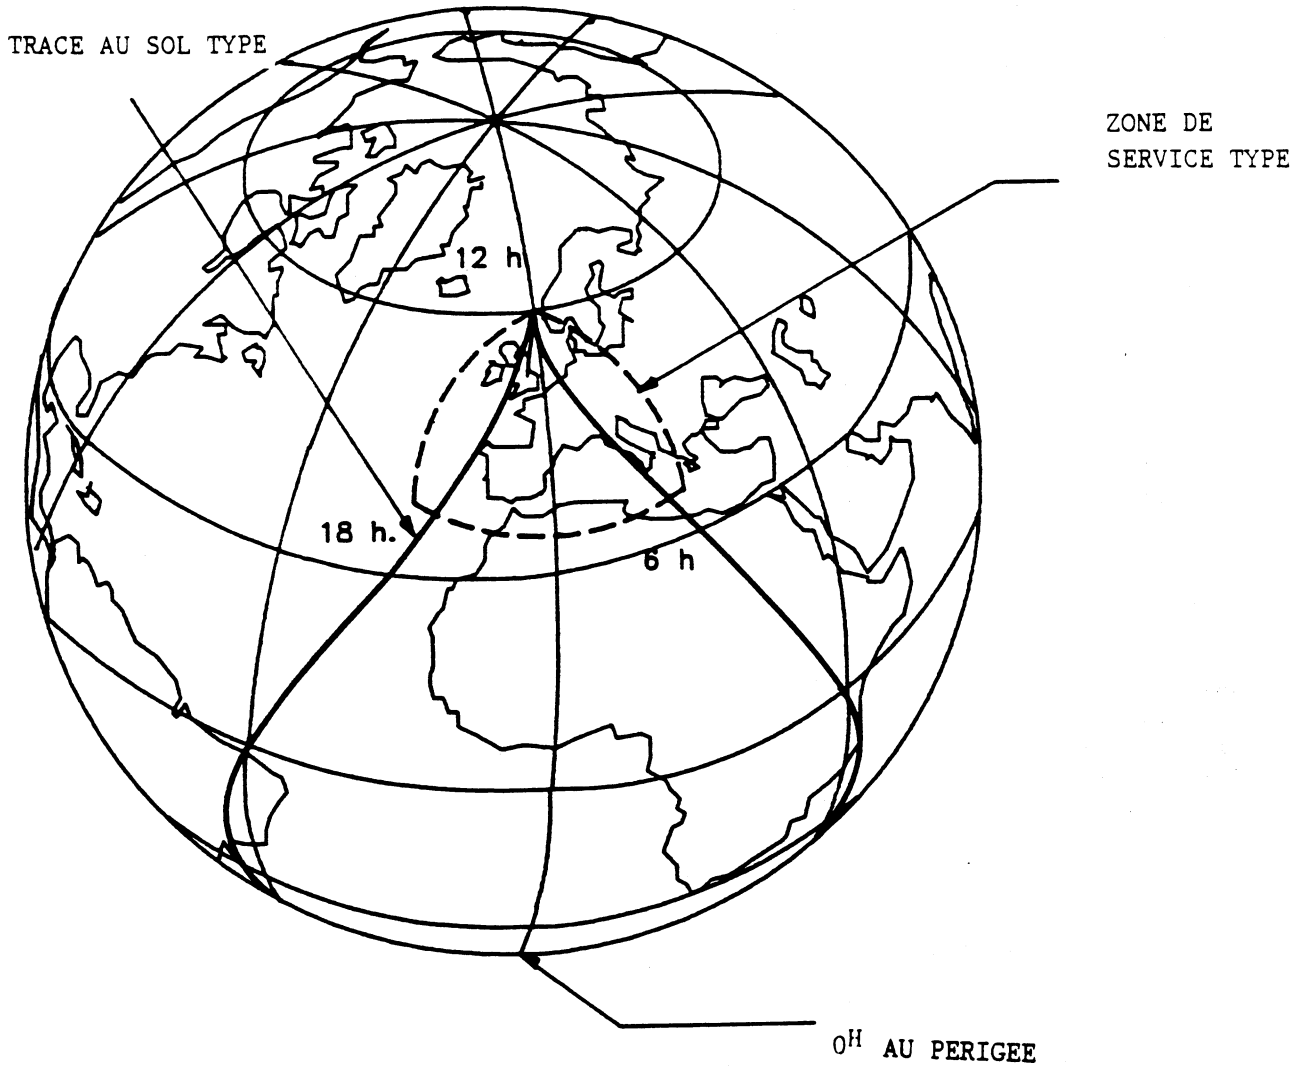 TRACE AU SOL TYPE
ZONE DE
SERVICE TYPE
12 h
18 h.
6 h
0H AU PERIGEE